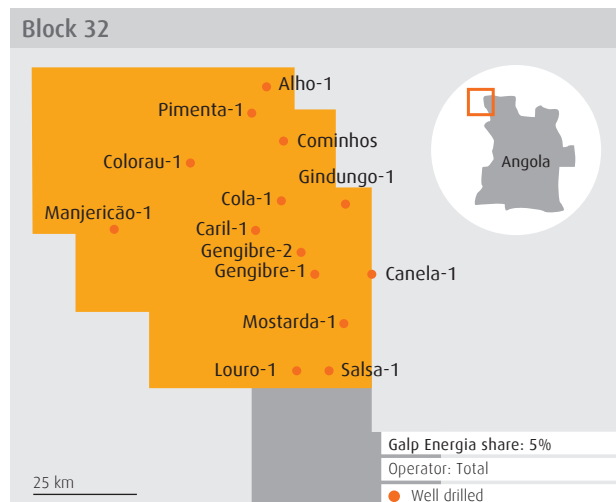 Block 32
Alho-1
Pimenta-1
Cominhos
Colorau-1
Gindungo-1
Angola
Cola-1
Manjericão-1
Caril-1
Gengibre-2
Gengibre-1
Canela-1
Mostarda-1
Louro-1
Salsa-1
Galp Energia share: 5%
Operator: Total
25 km
Well drilled